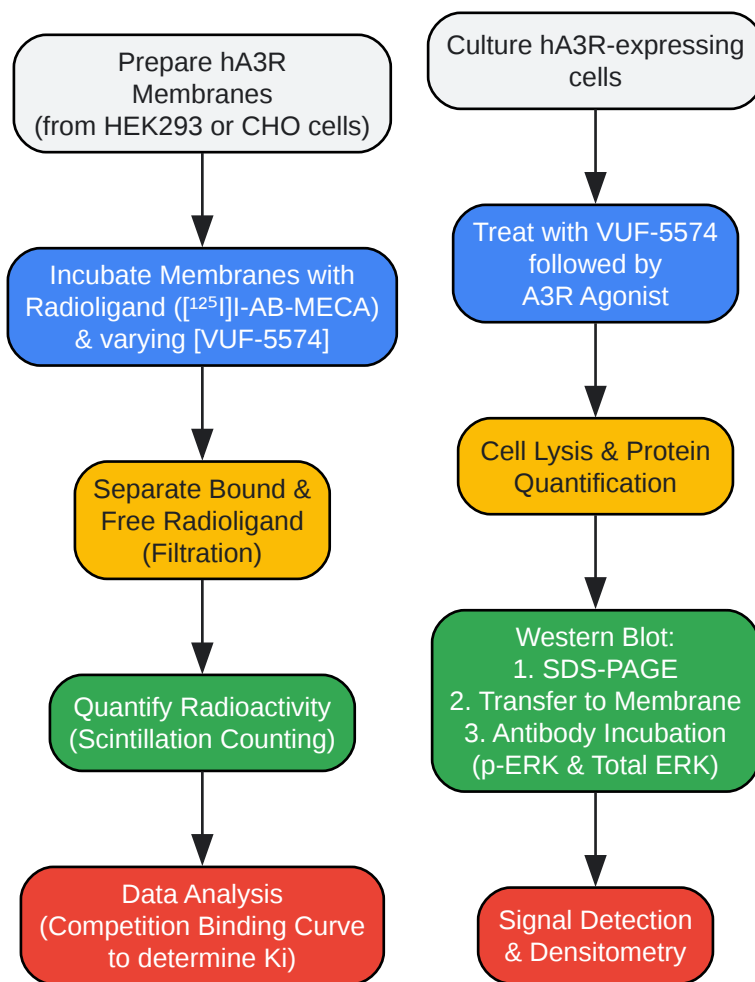 Prepare hA3R
Membranes
(from HEK293 or CHO cells)
Incubate Membranes with
Radioligand ([¹²⁵I]I-AB-MECA)
& varying [VUF-5574]
Separate Bound &
Free Radioligand
(Filtration)
Quantify Radioactivity
(Scintillation Counting)
Data Analysis
(Competition Binding Curve
to determine Ki)
Culture hA3R-expressing
cells
Treat with VUF-5574
followed by
A3R Agonist
Cell Lysis & Protein
Quantification
Western Blot:
1. SDS-PAGE
2. Transfer to Membrane
3. Antibody Incubation
(p-ERK & Total ERK)
Signal Detection
& Densitometry